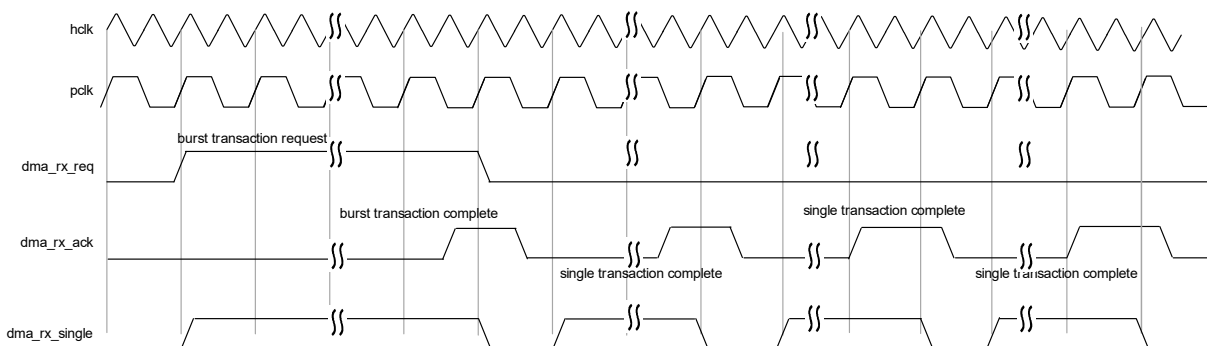 hclk
pclk
burst transaction request
dma_rx_req
burst transaction complete
single transaction complete
dma_rx_ack
single transaction complete
single transaction complete
dma_rx_single